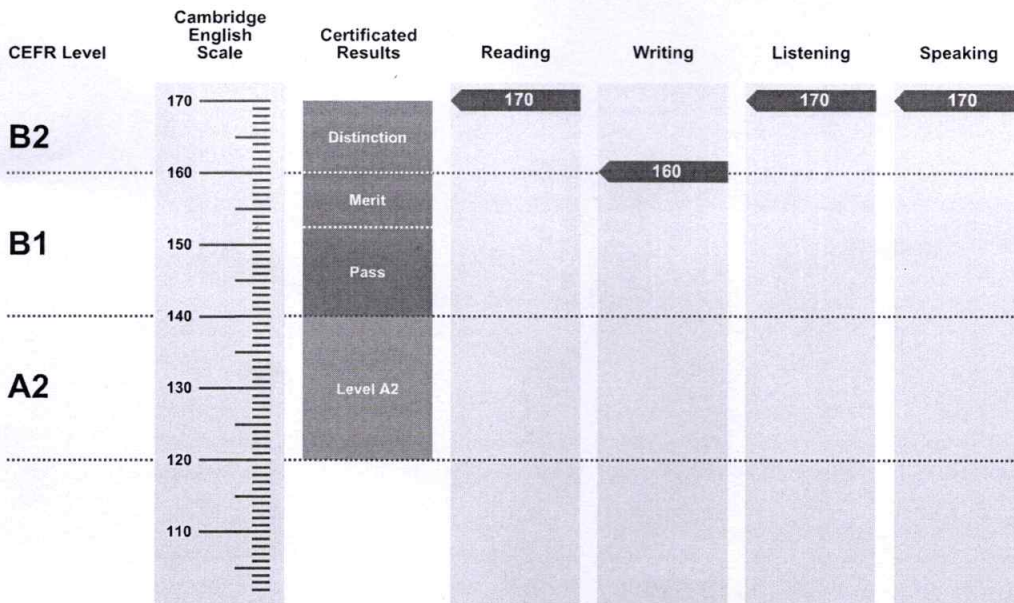 CEFR Level
Cambridge
English
Scale
Certificated
Results
Reading
Writing
Listening
Speaking
170
170
170
170
B2
Distinction
160
160
Merit
B1
150
Pass
140
A2
130
Level A2
120
110